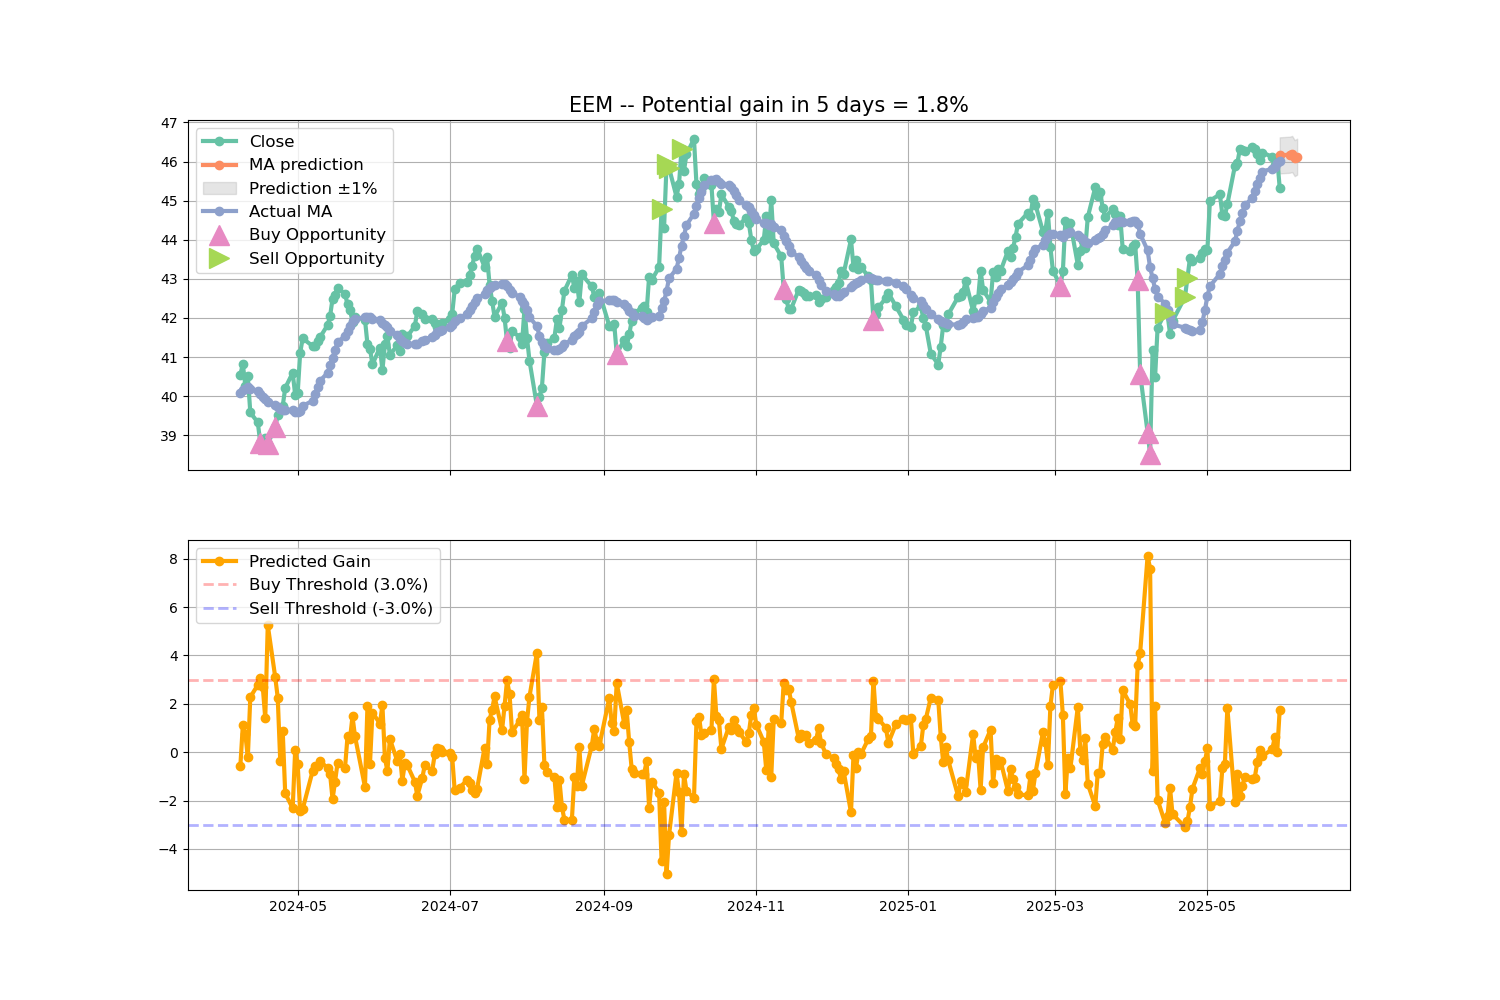 EEM -- Potential gain in 5 days = 1.8%
47
46
45
44
43
42
41
40
39
Close
MA prediction
Prediction ±1%
Actual MA
Buy Opportunity
Sell Opportunity
8
6
4
2
0
−2
−4
Predicted Gain
Buy Threshold (3.0%)
Sell Threshold (-3.0%)
2024-05
2024-07
2024-09
2024-11
2025-01
2025-03
2025-05